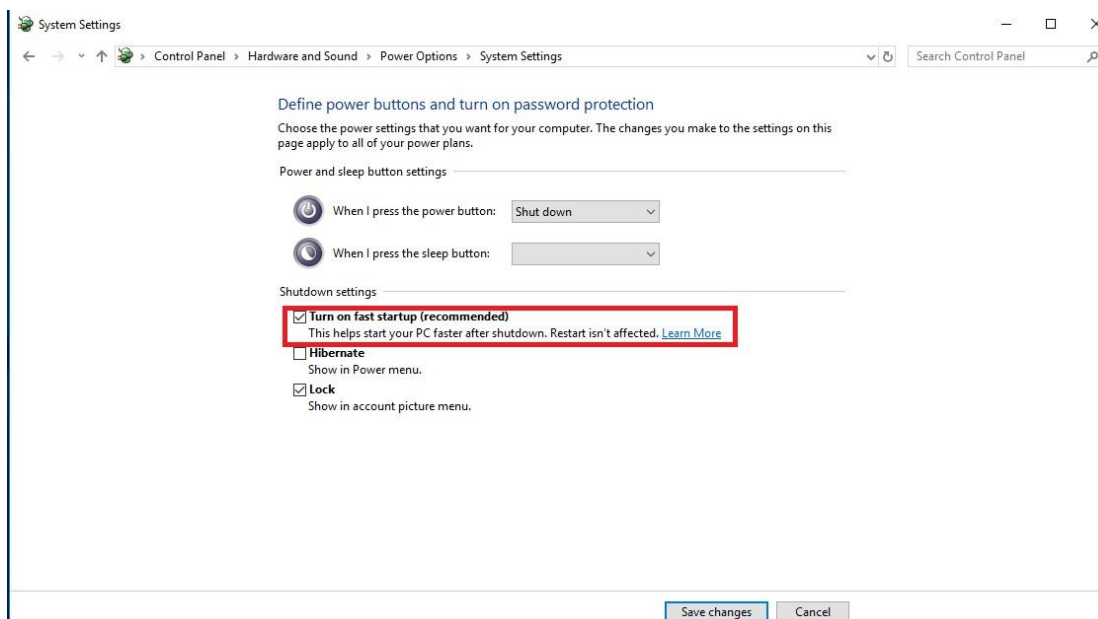 System Settings
Control Panel > Hardware and Sound > Power Options > System Settings
Search Control Panel
Define power buttons and turn on password protection
Choose the power settings that you want for your computer. The changes you make to the settings on this
page apply to all of your power plans.
Power and sleep button settings
When I press the power button: Shut down
When I press the sleep button:
Shutdown settings
Turn on fast startup (recommended)
This helps start your PC faster after shutdown. Restart isn't affected. Learn More
Hibernate
Show in Power menu.
Lock
Show in account picture menu.
Save changes Cancel